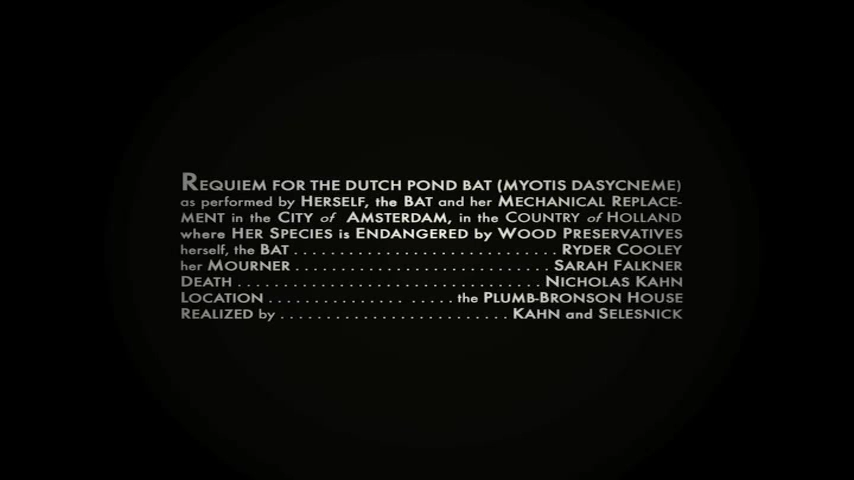 REQUIEM FOR THE DUTCH POND BAT (MYOTIS DASYCNEME)
as performed by HERSELF, the BAT and her MECHANICAL REPLACE-
MENT in the CITY of AMSTERDAM, in the COUNTRY of HOLLAND
where HER SPECIES is ENDANGERED by WOOD PRESERVATIVES
herself, the BAT . . . . . . . . . . . . . . . . . . . . . . . . . . . . RYDER COOLEY
her MOURNER . . . . . . . . . . . . . . . . . . . . . . . . . . . SARAH FALKNER
DEATH . . . . . . . . . . . . . . . . . . . . . . . . . . . . . . . . NICHOLAS KAHN
LOCATION . . . . . . . . . . . . . . . . . . . the PLUMB-BRONSON HOUSE
REALIZED by . . . . . . . . . . . . . . . . . . . . . . . . KAHN and SELESNICK